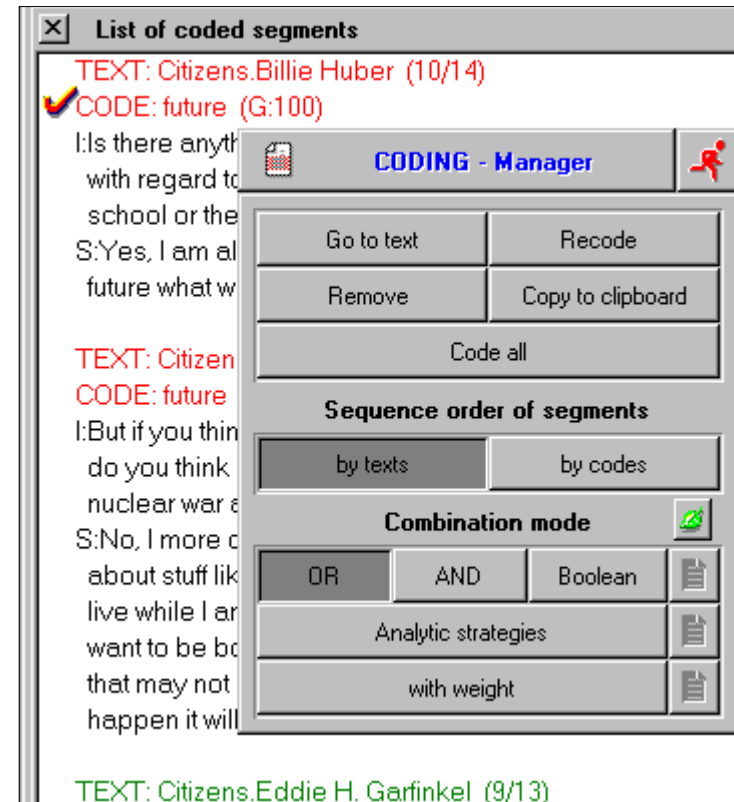 List of coded segments
TEXT: Citizens.Billie Huber (10/14)
CODE: future (G:100)
I:Is there anyth
with regard to
school or the
S:Yes, I am al
future what w
TEXT: Citizen
CODE: future
I:But if you thin
do you think
nuclear war a
S:No, I more o
about stuff lik
live while I ar
want to be bo
that may not
happen it will
TEXT: Citizens.Eddie H. Garfinkel (9/13)
CODING - Manager
Go to text Recode
Remove Copy to clipboard
Code all
Sequence order of segments
by texts by codes
Combination mode
OR AND Boolean
Analytic strategies
with weight